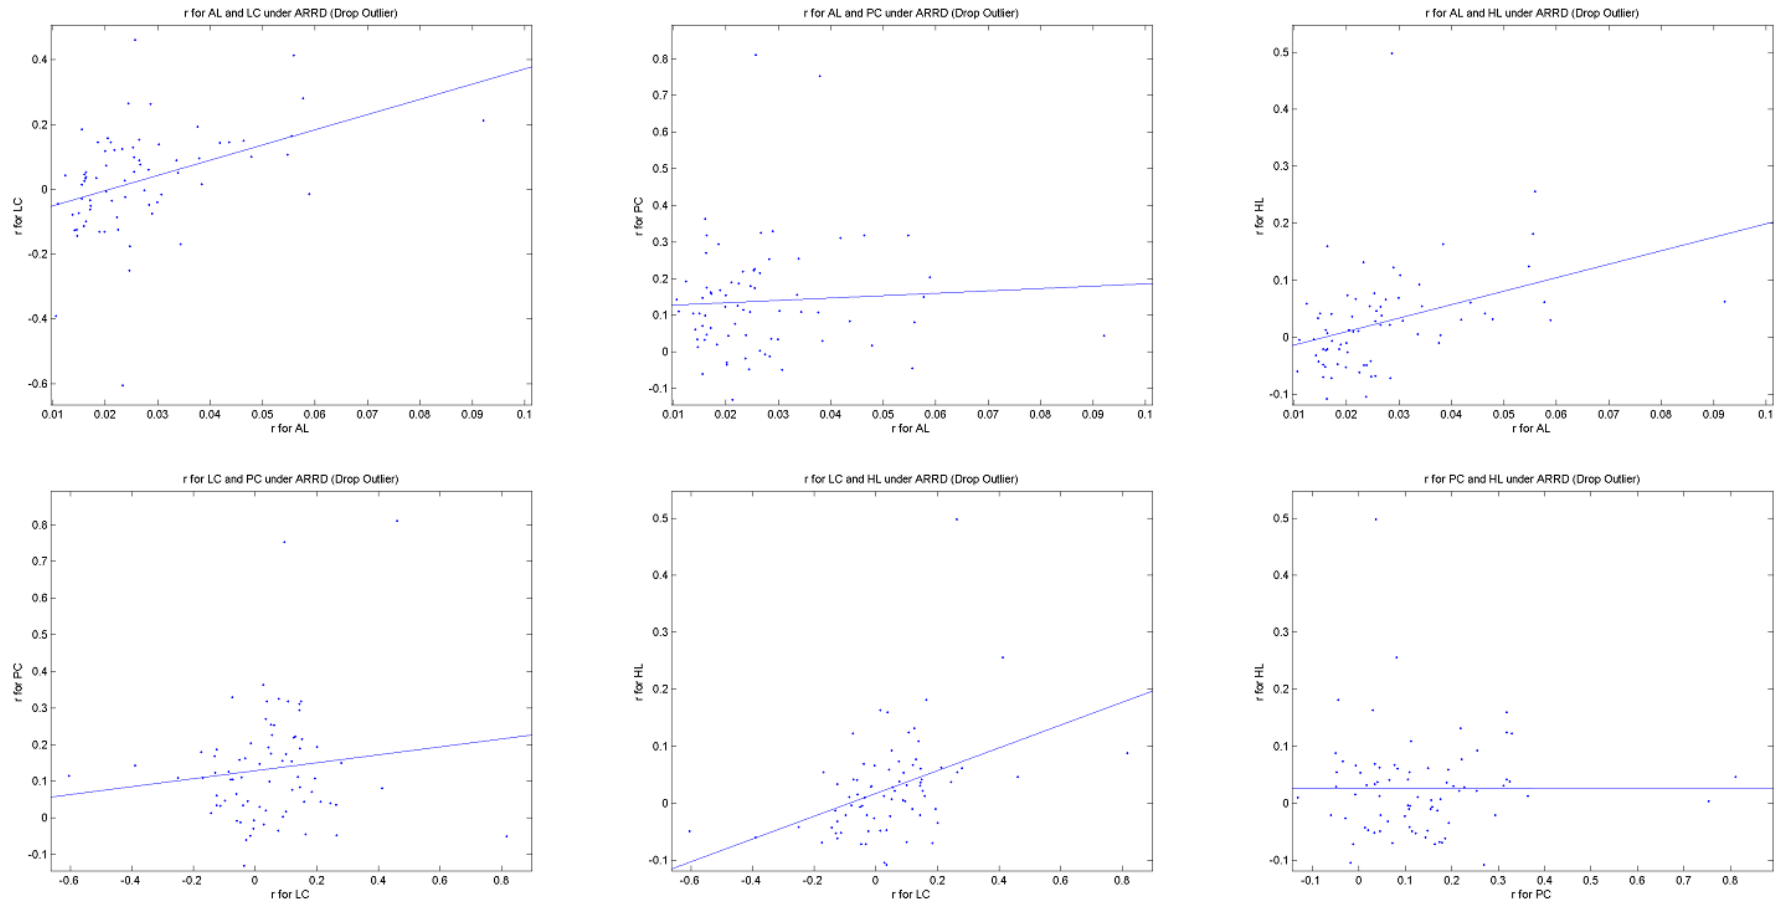 r for AL and LC under ARRD (Drop Outlier)
r for LC
0.4
0.2
0
-0.2
-0.4
-0.6
0.01 0.02 0.03 0.04 0.05 0.06 0.07 0.08 0.09 0.1
r for AL
r for AL and PC under ARRD (Drop Outlier)
r for PC
0.8
0.7
0.6
0.5
0.4
0.3
0.2
0.1
0
-0.1
0.01 0.02 0.03 0.04 0.05 0.06 0.07 0.08 0.09 0.1
r for AL
r for AL and HL under ARRD (Drop Outlier)
r for HL
0.5
0.4
0.3
0.2
0.1
0
-0.1
0.01 0.02 0.03 0.04 0.05 0.06 0.07 0.08 0.09 0.1
r for AL
r for LC and PC under ARRD (Drop Outlier)
r for PC
0.8
0.7
0.6
0.5
0.4
0.3
0.2
0.1
0
-0.1
-0.6 -0.4 -0.2 0 0.2 0.4 0.6 0.8
r for LC
r for LC and HL under ARRD (Drop Outlier)
r for HL
0.5
0.4
0.3
0.2
0.1
0
-0.1
-0.6 -0.4 -0.2 0 0.2 0.4 0.6 0.8
r for LC
r for PC and HL under ARRD (Drop Outlier)
r for HL
0.5
0.4
0.3
0.2
0.1
0
-0.1
-0.1 0 0.1 0.2 0.3 0.4 0.5 0.6 0.7 0.8
r for PC